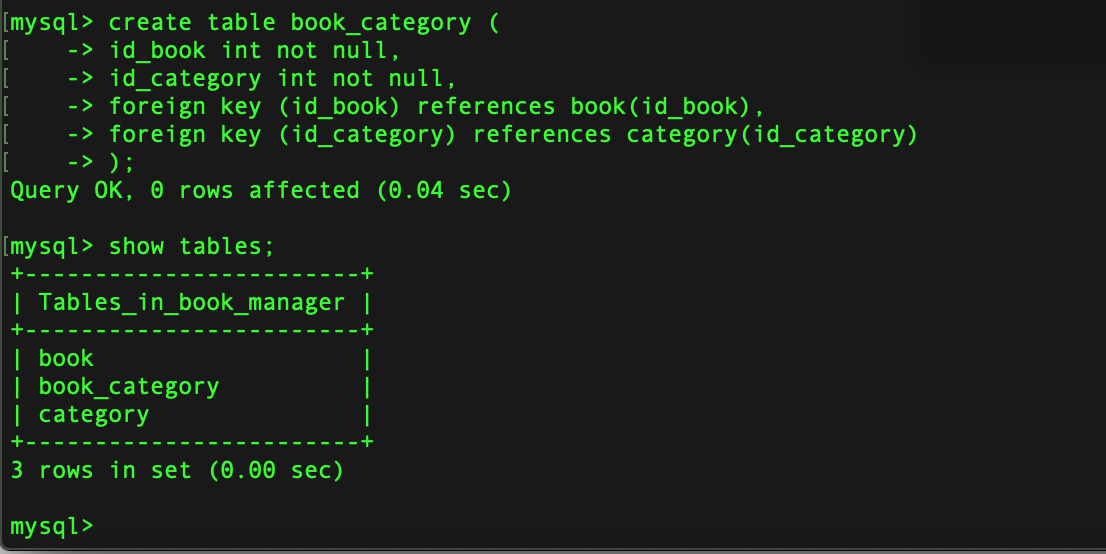 [mysql> create table book_category (
[    -> id_book int not null,
[    -> id_category int not null,
[    -> foreign key (id_book) references book(id_book),
[    -> foreign key (id_category) references category(id_category)
[    -> );
Query OK, 0 rows affected (0.04 sec)

[mysql> show tables;
+------------------------+
| Tables_in_book_manager |
+------------------------+
| book                   |
| book_category          |
| category               |
+------------------------+
3 rows in set (0.00 sec)

mysql>